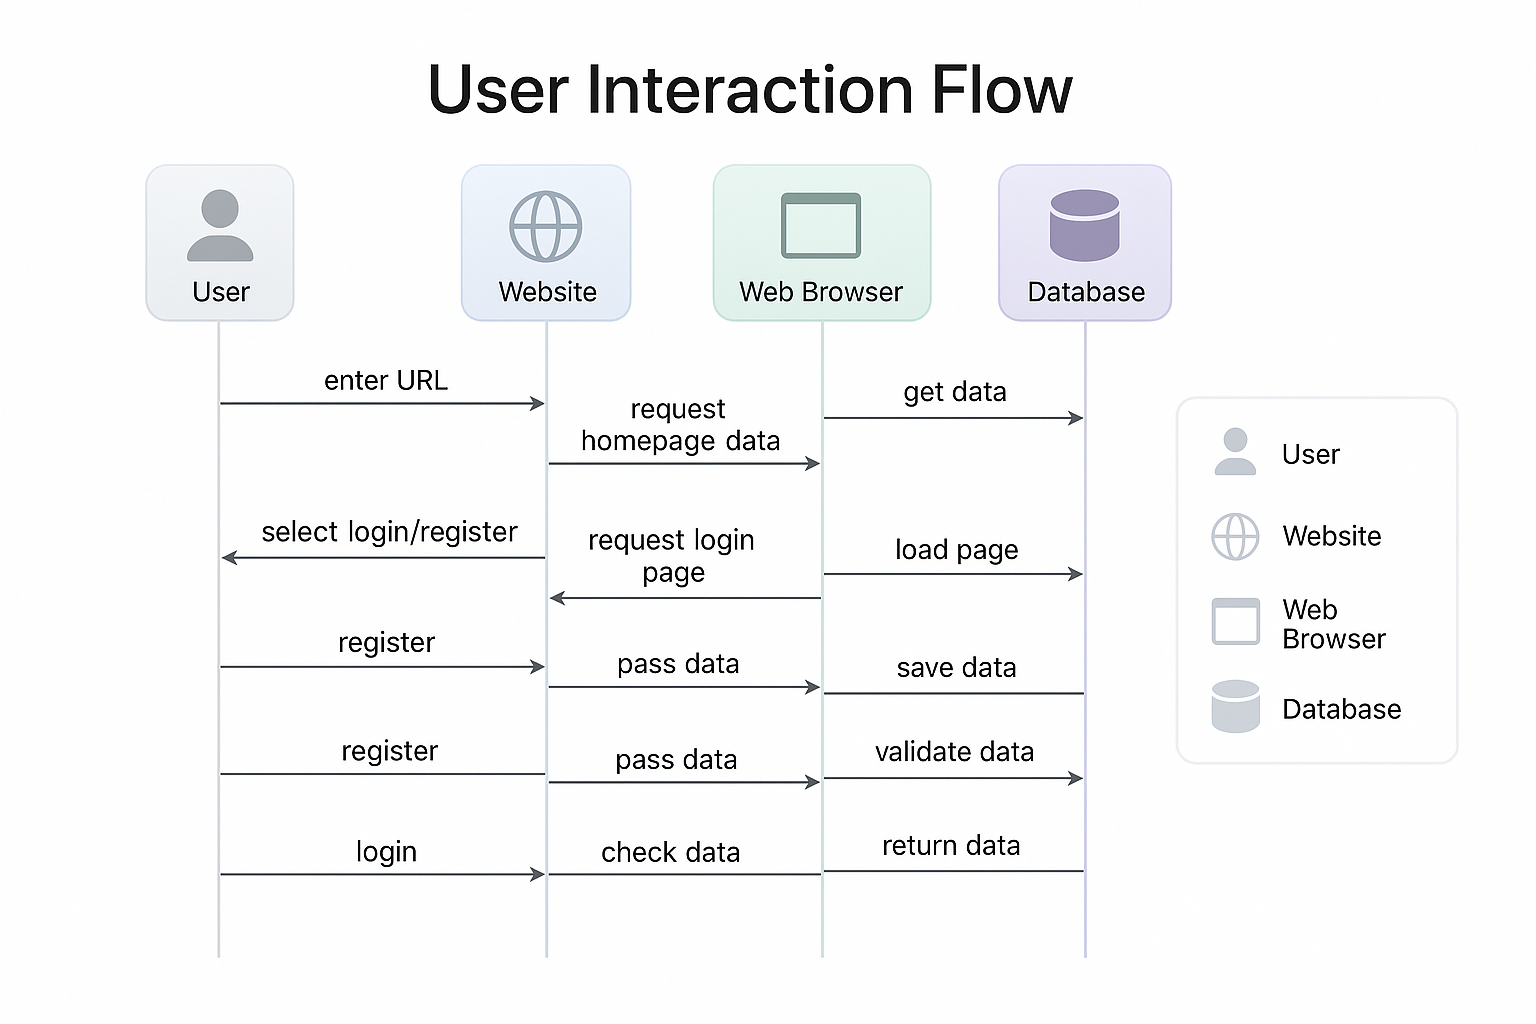 User Interaction Flow
User
Website
Web Browser
Database
enter URL
get data
request
homepage data
select login/register
request login
page
load page
register
pass data
save data
register
pass data
validate data
login
check data
return data
User
Website
Web
Browser
Database